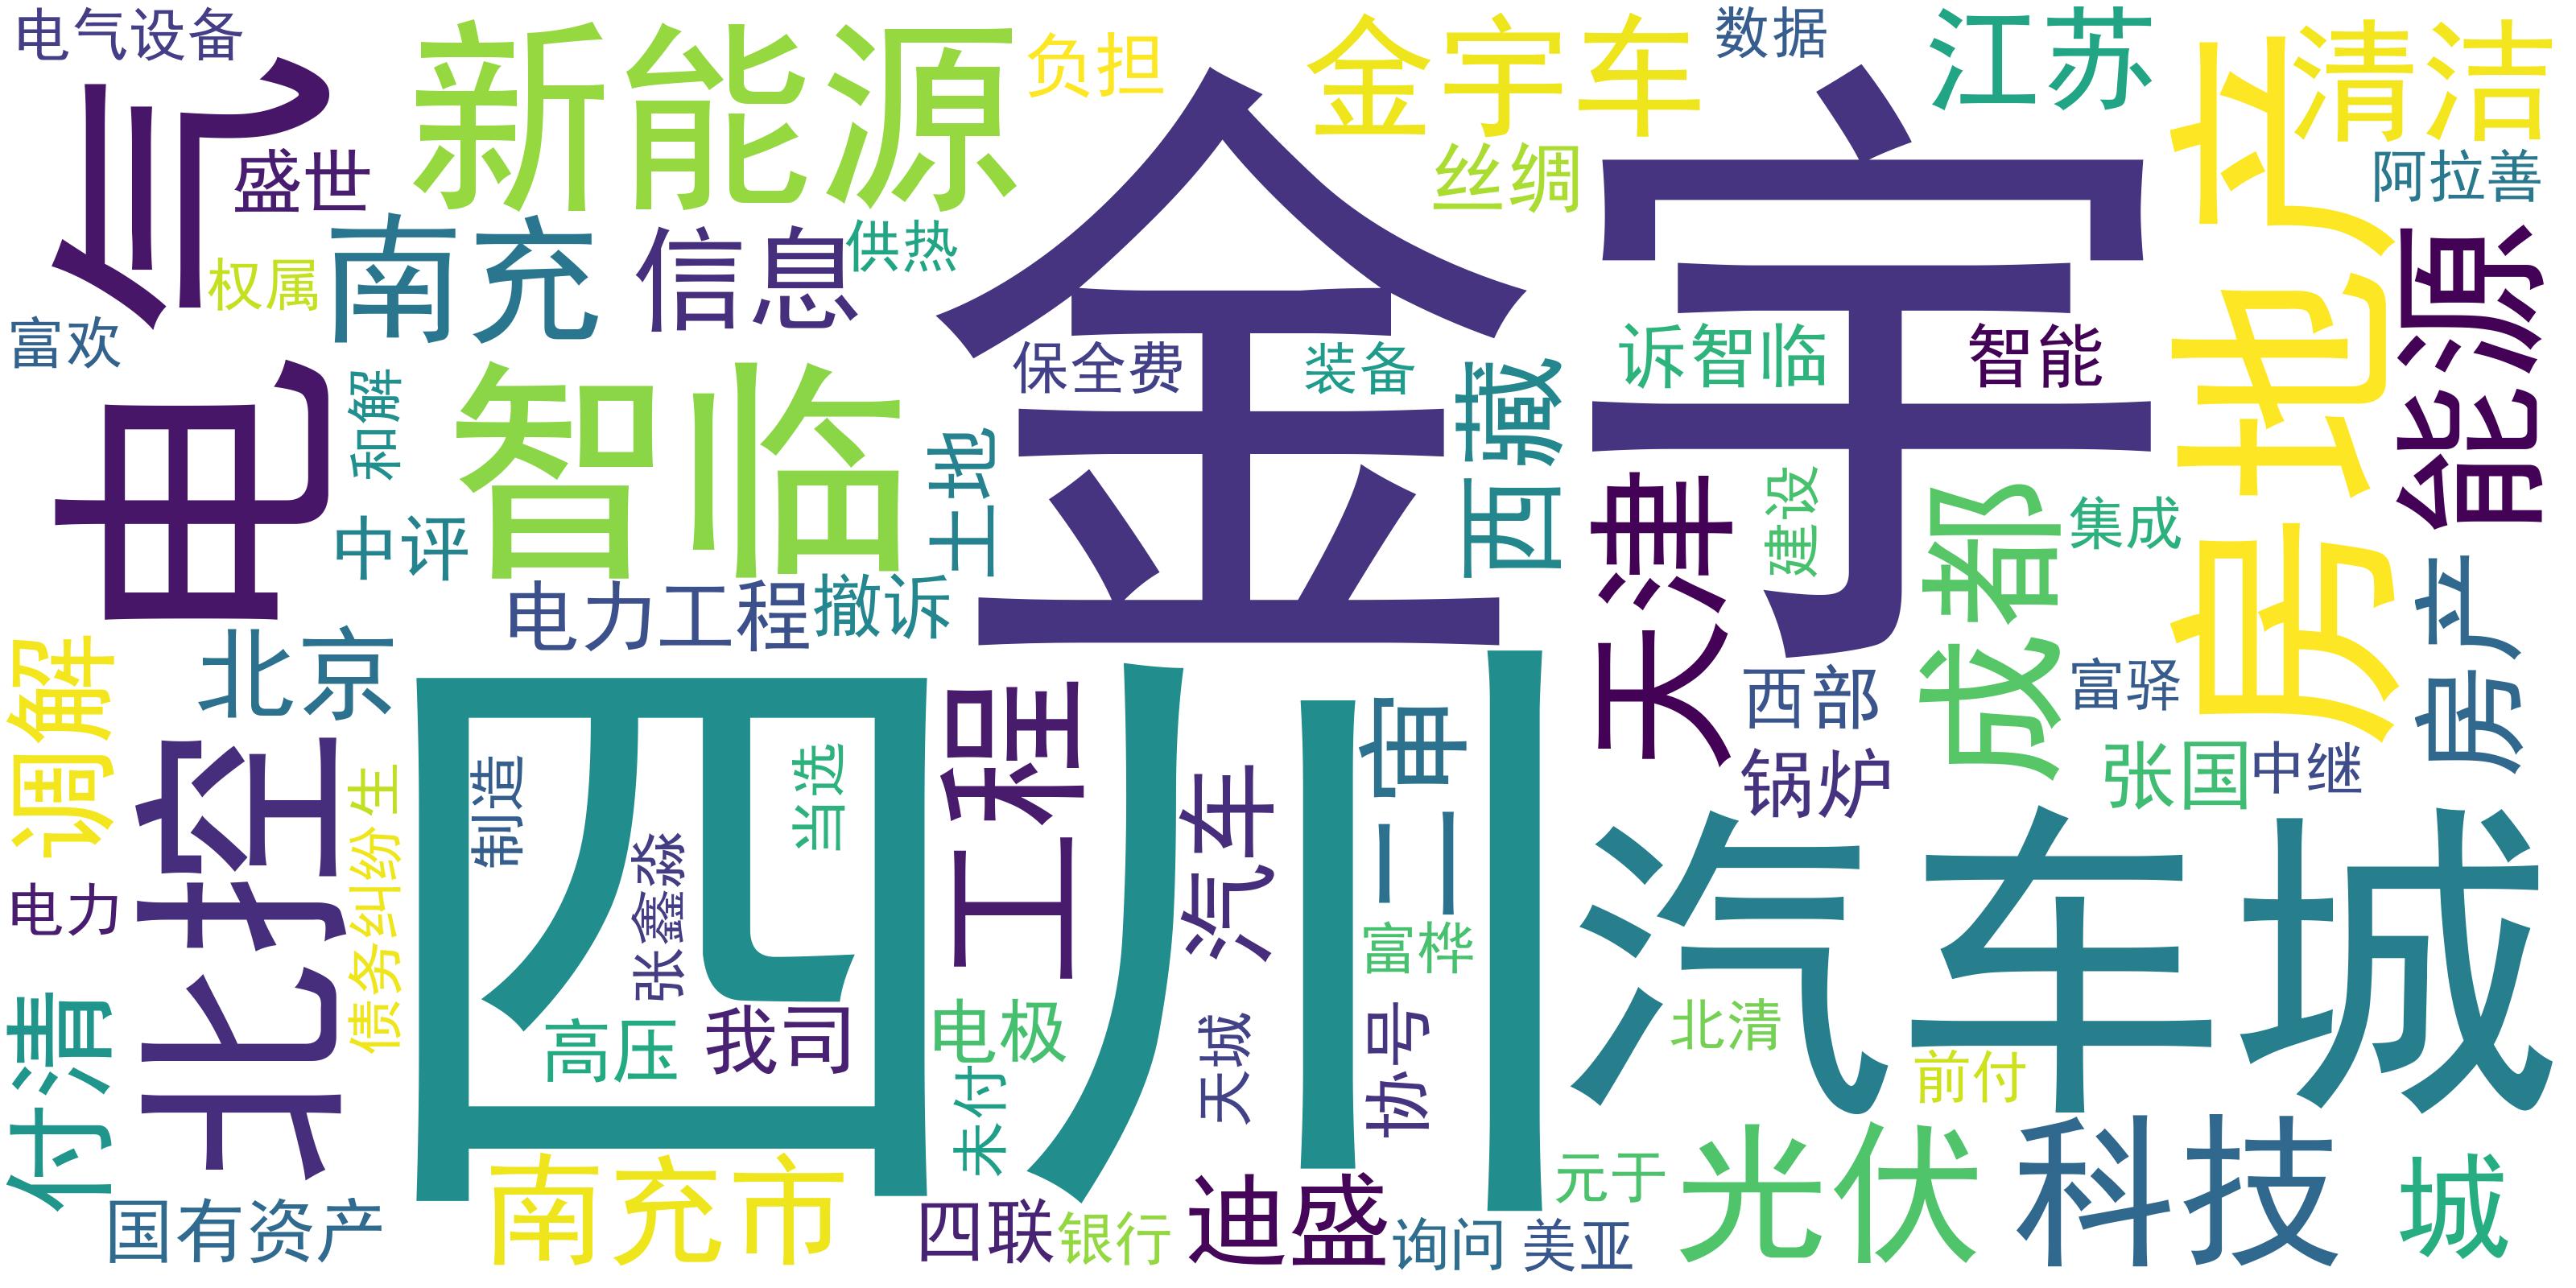 电气设备
新能源
负担
金宇车
数据
江苏
清洁
电气
盛世
丝绸
阿拉善
房地产
金宇
南充
信息
供热
权属
能源
富欢
保全费
装备
诉智临
智能
和解
智临
西藏
土地
天津
建设
成都
集成
中评
电力工程
撤诉
房产
调解
北京
四川
工程
二审
西部
富驿
北控
制造
当选
汽车
锅炉
张国
中继
债务纠纷生
张鑫淼
汽车城
电力
富桦
付清
高压
我司
电极
天城
协号
北清
前付
未付
国有资产
南充市
四联
银行
迪盛
询问
美亚
元于
光伏
科技
城